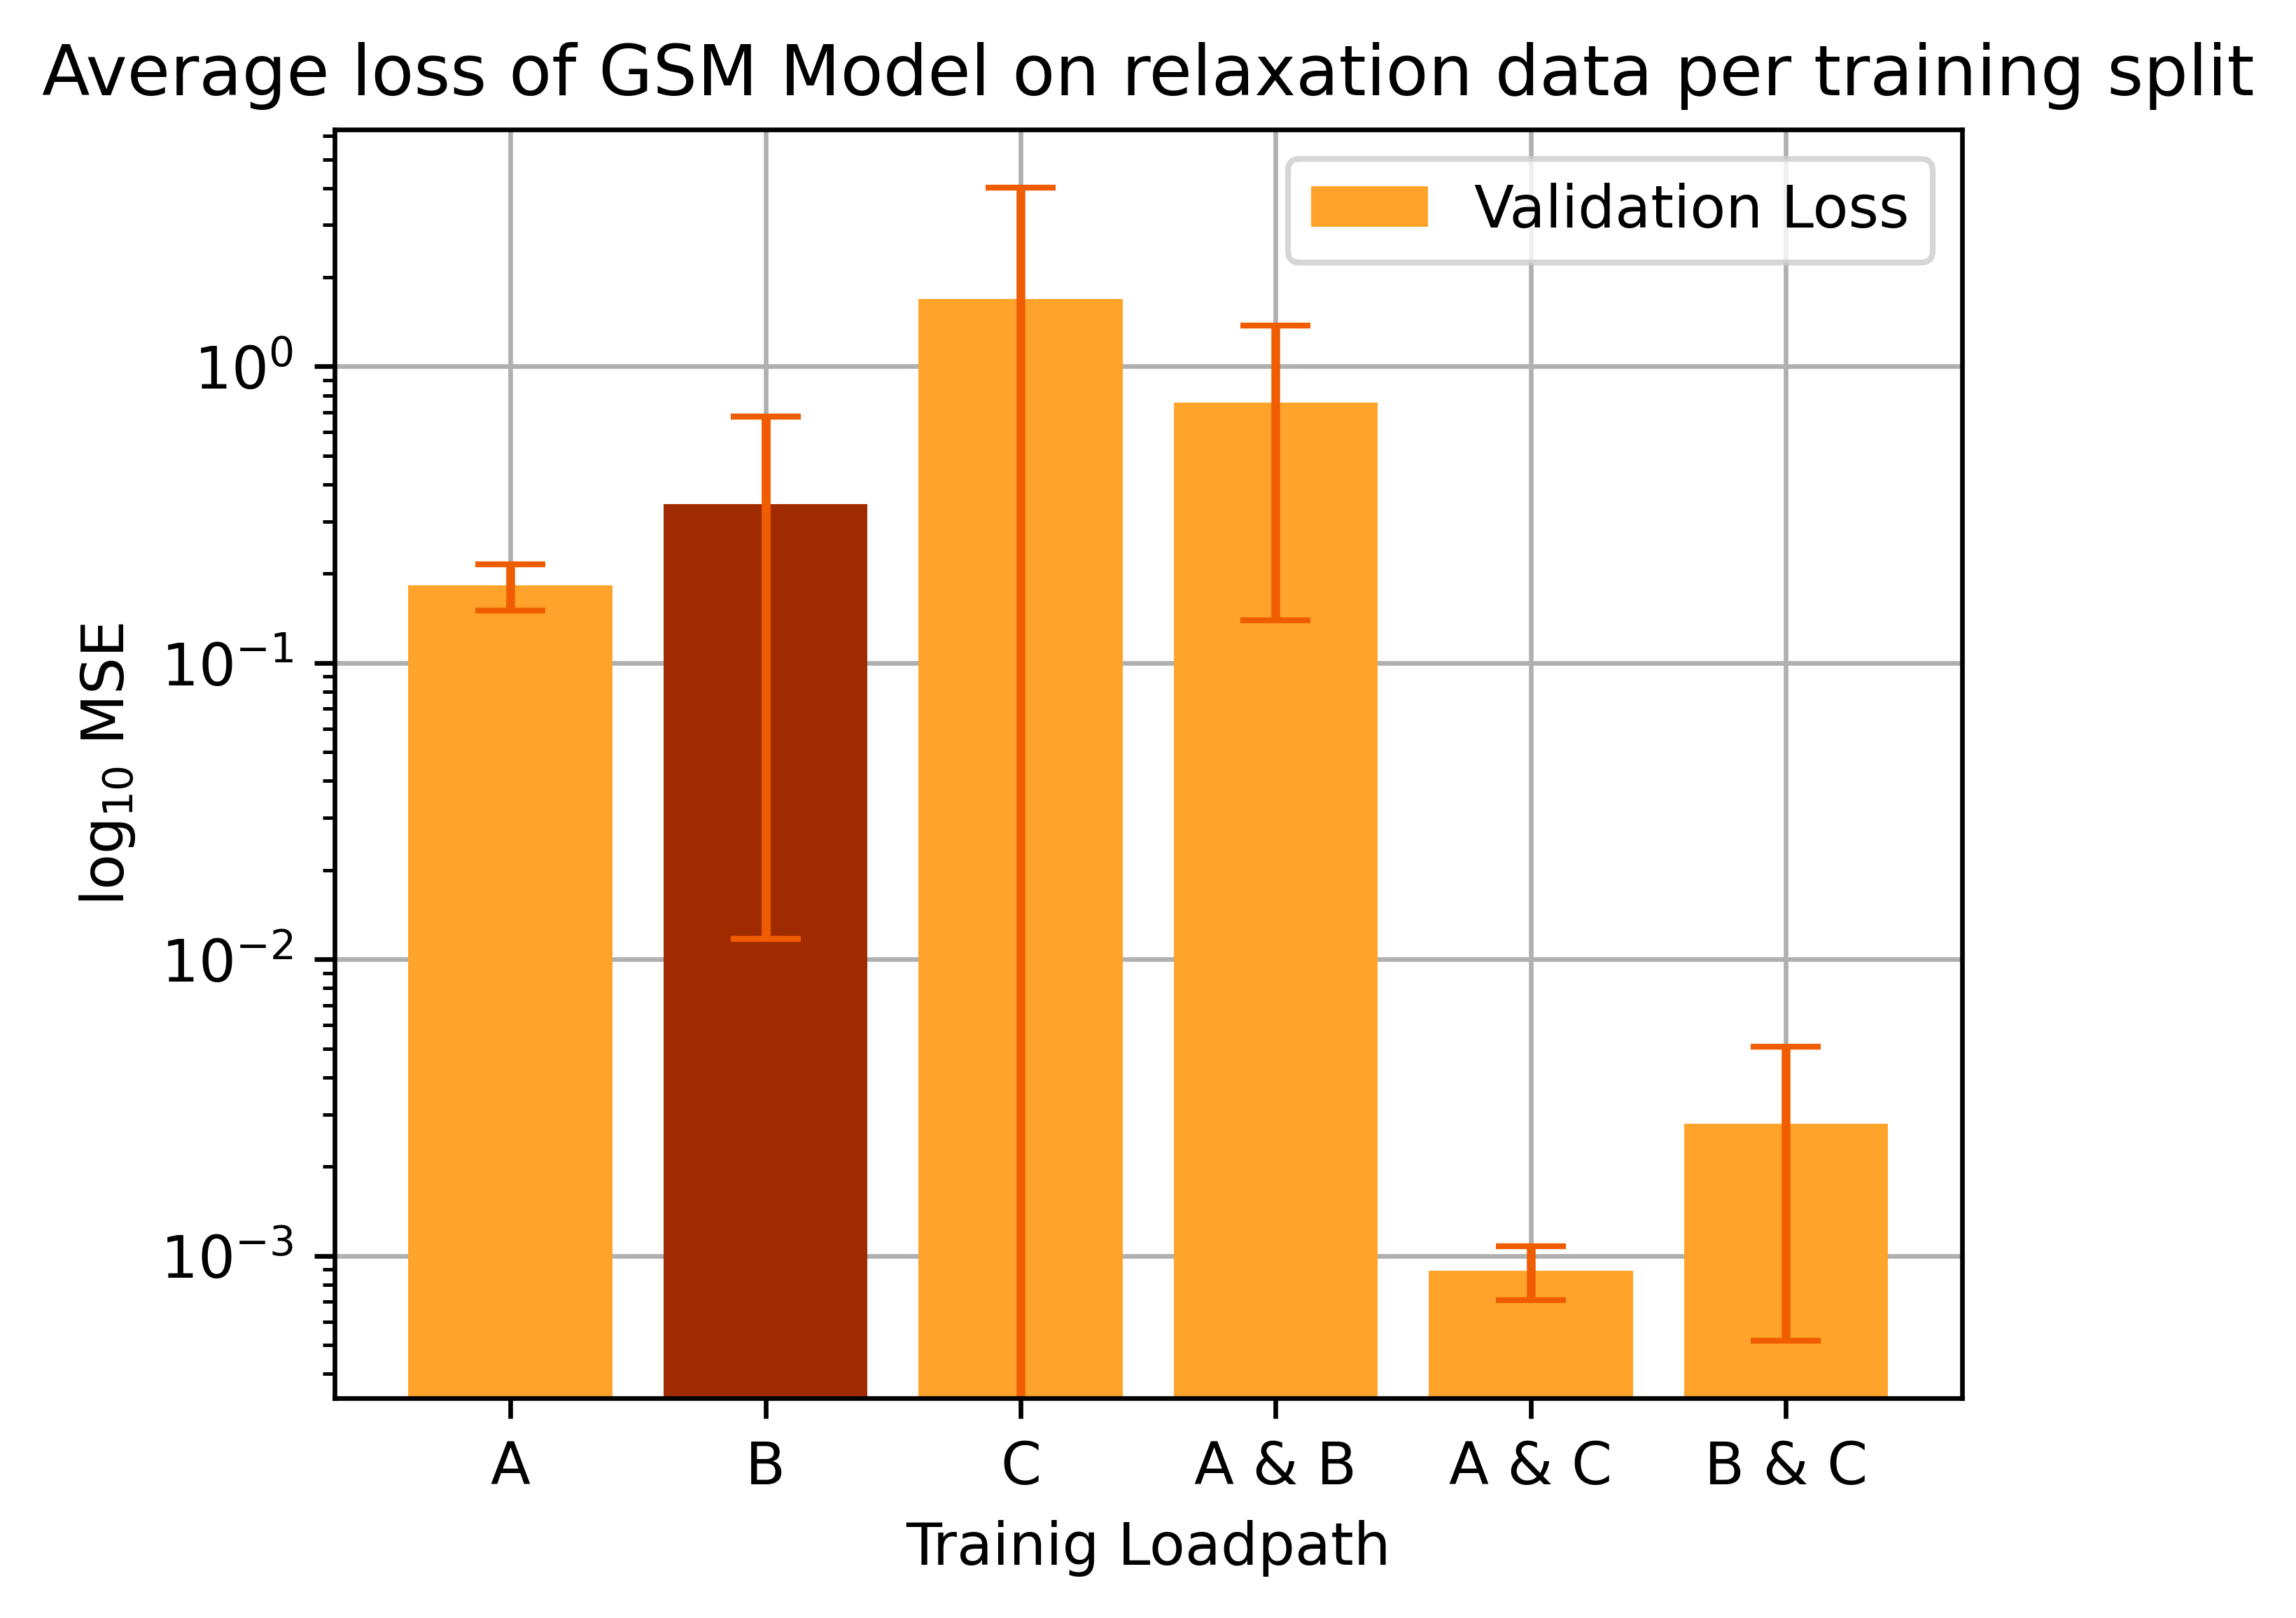 Average loss of GSM Model on relaxation data per training split
Validation Loss
10⁰
10⁻¹
10⁻²
10⁻³
log₁₀ MSE
A B C A & B A & C B & C
Trainig Loadpath